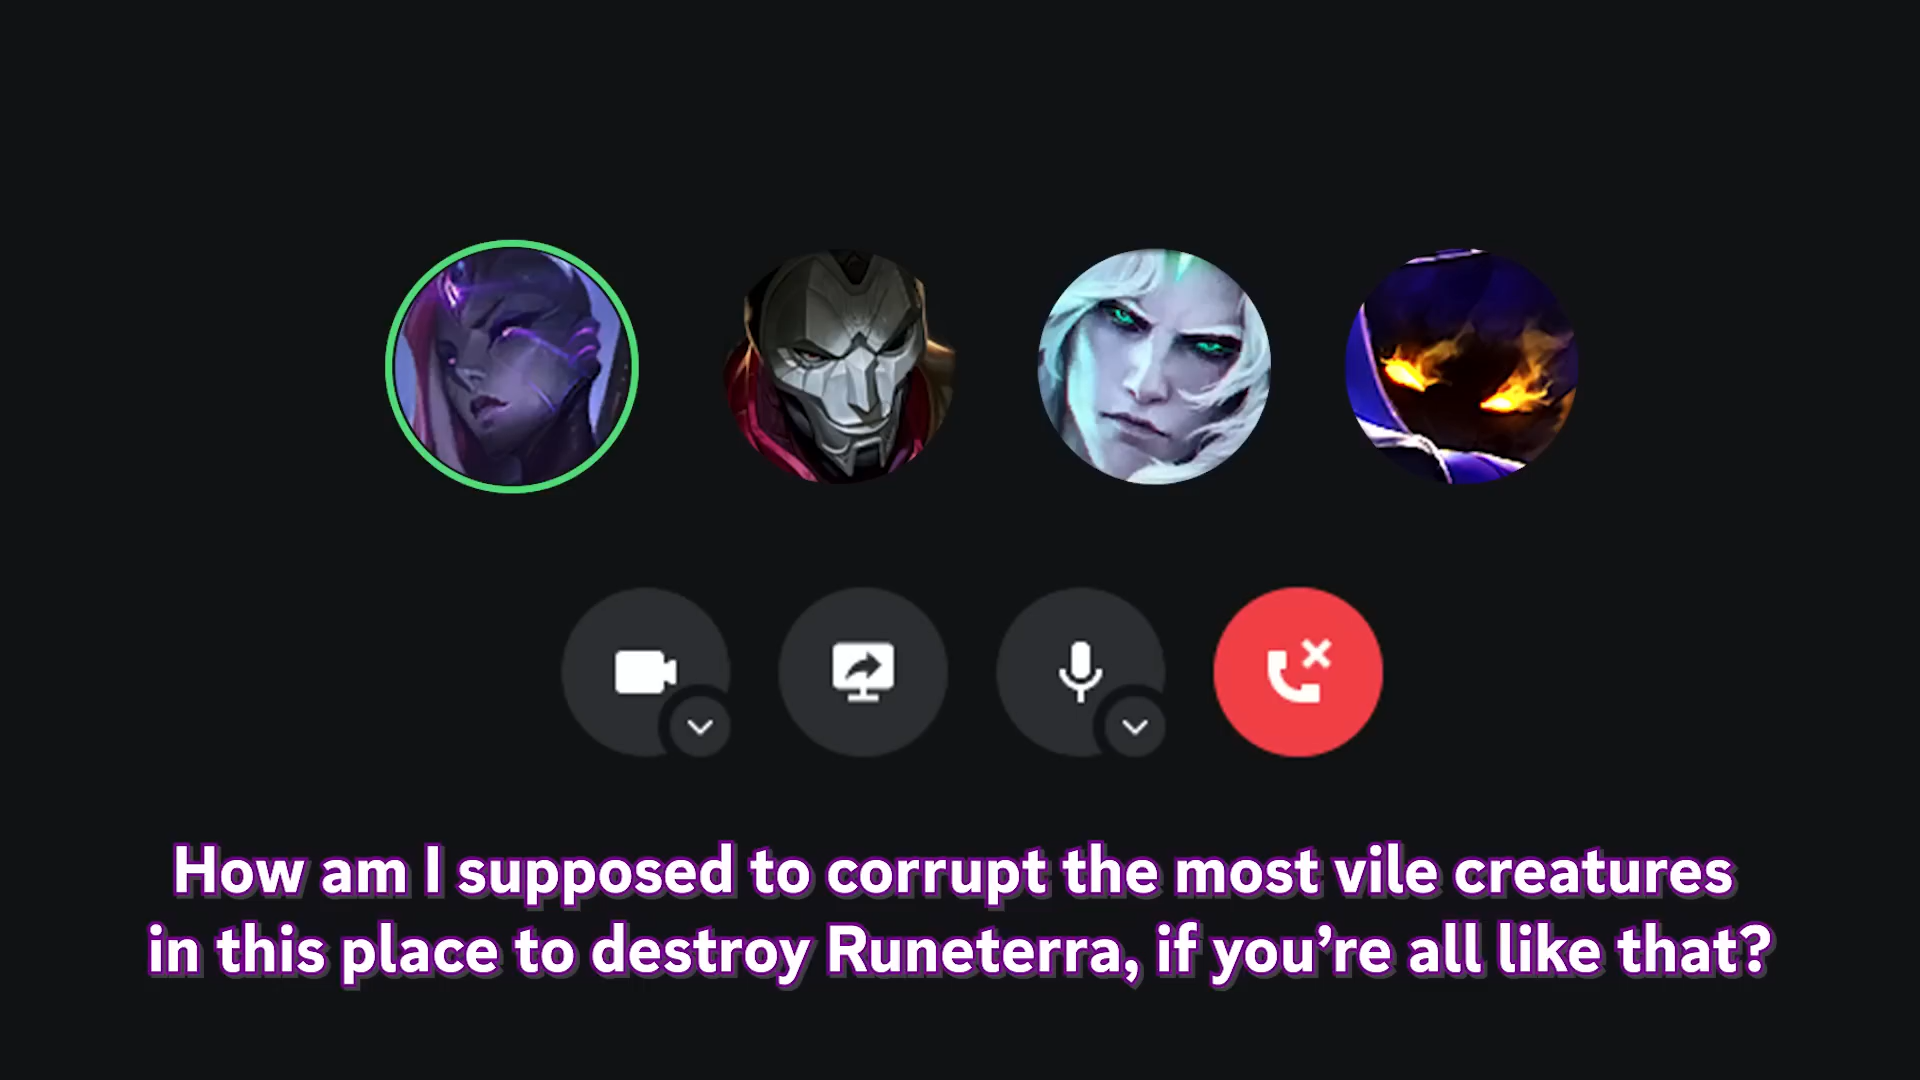 How am I supposed to corrupt the most vile creatures
in this place to destroy Runeterra, if you’re all like that?